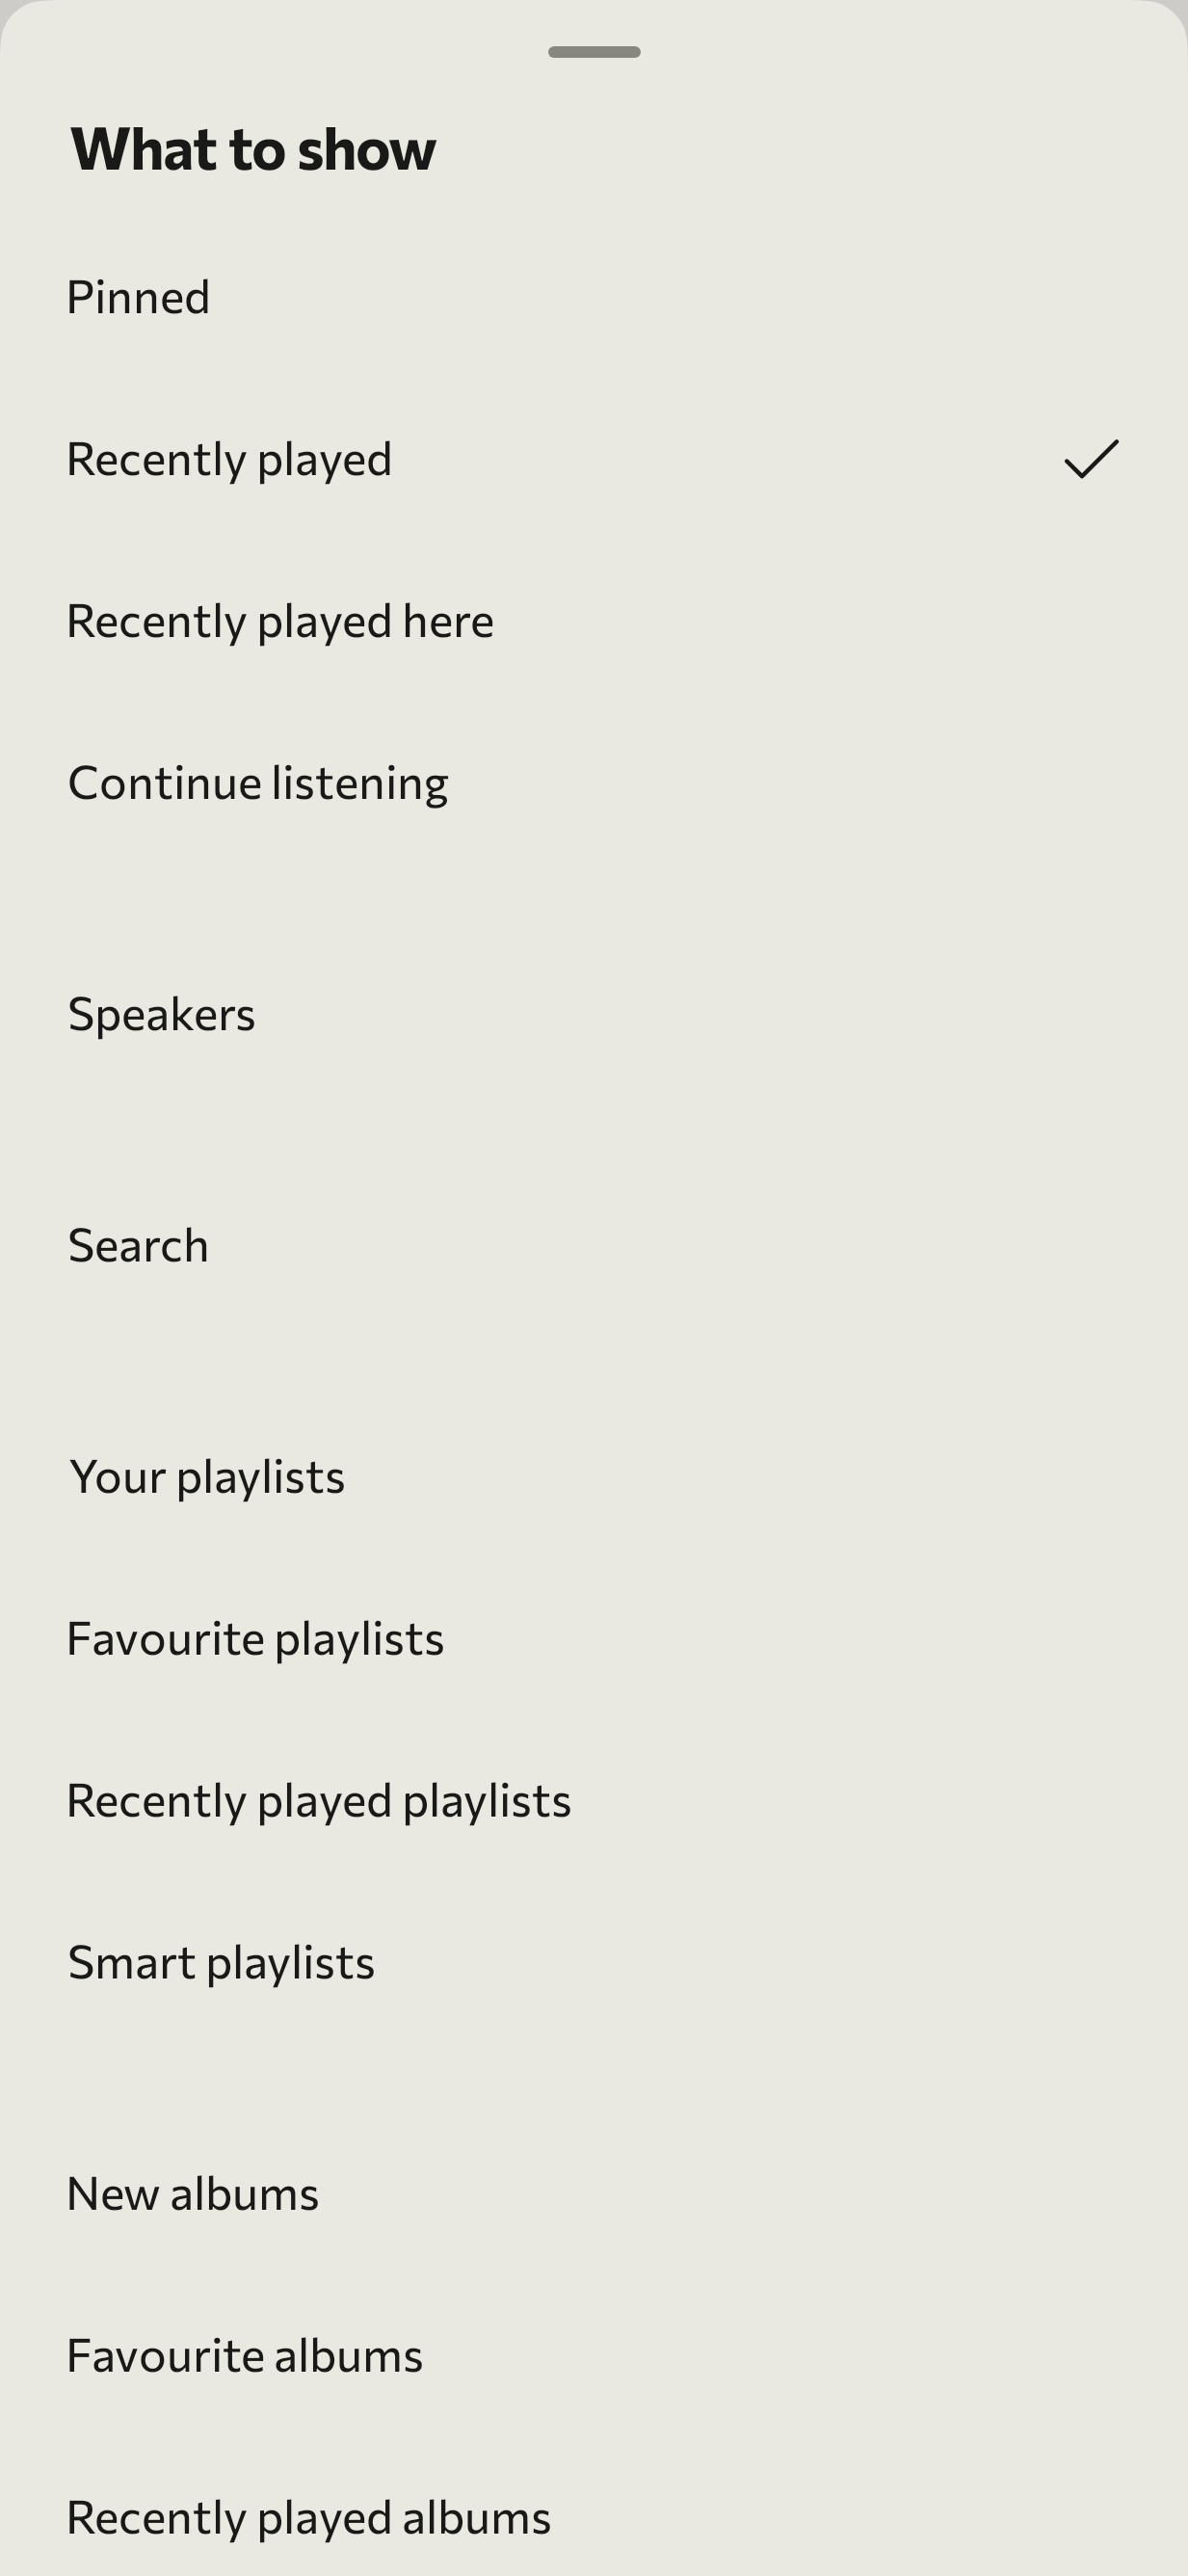 What to show
Pinned
Recently played
Recently played here
Continue listening
Speakers
Search
Your playlists
Favourite playlists
Recently played playlists
Smart playlists
New albums
Favourite albums
Recently played albums